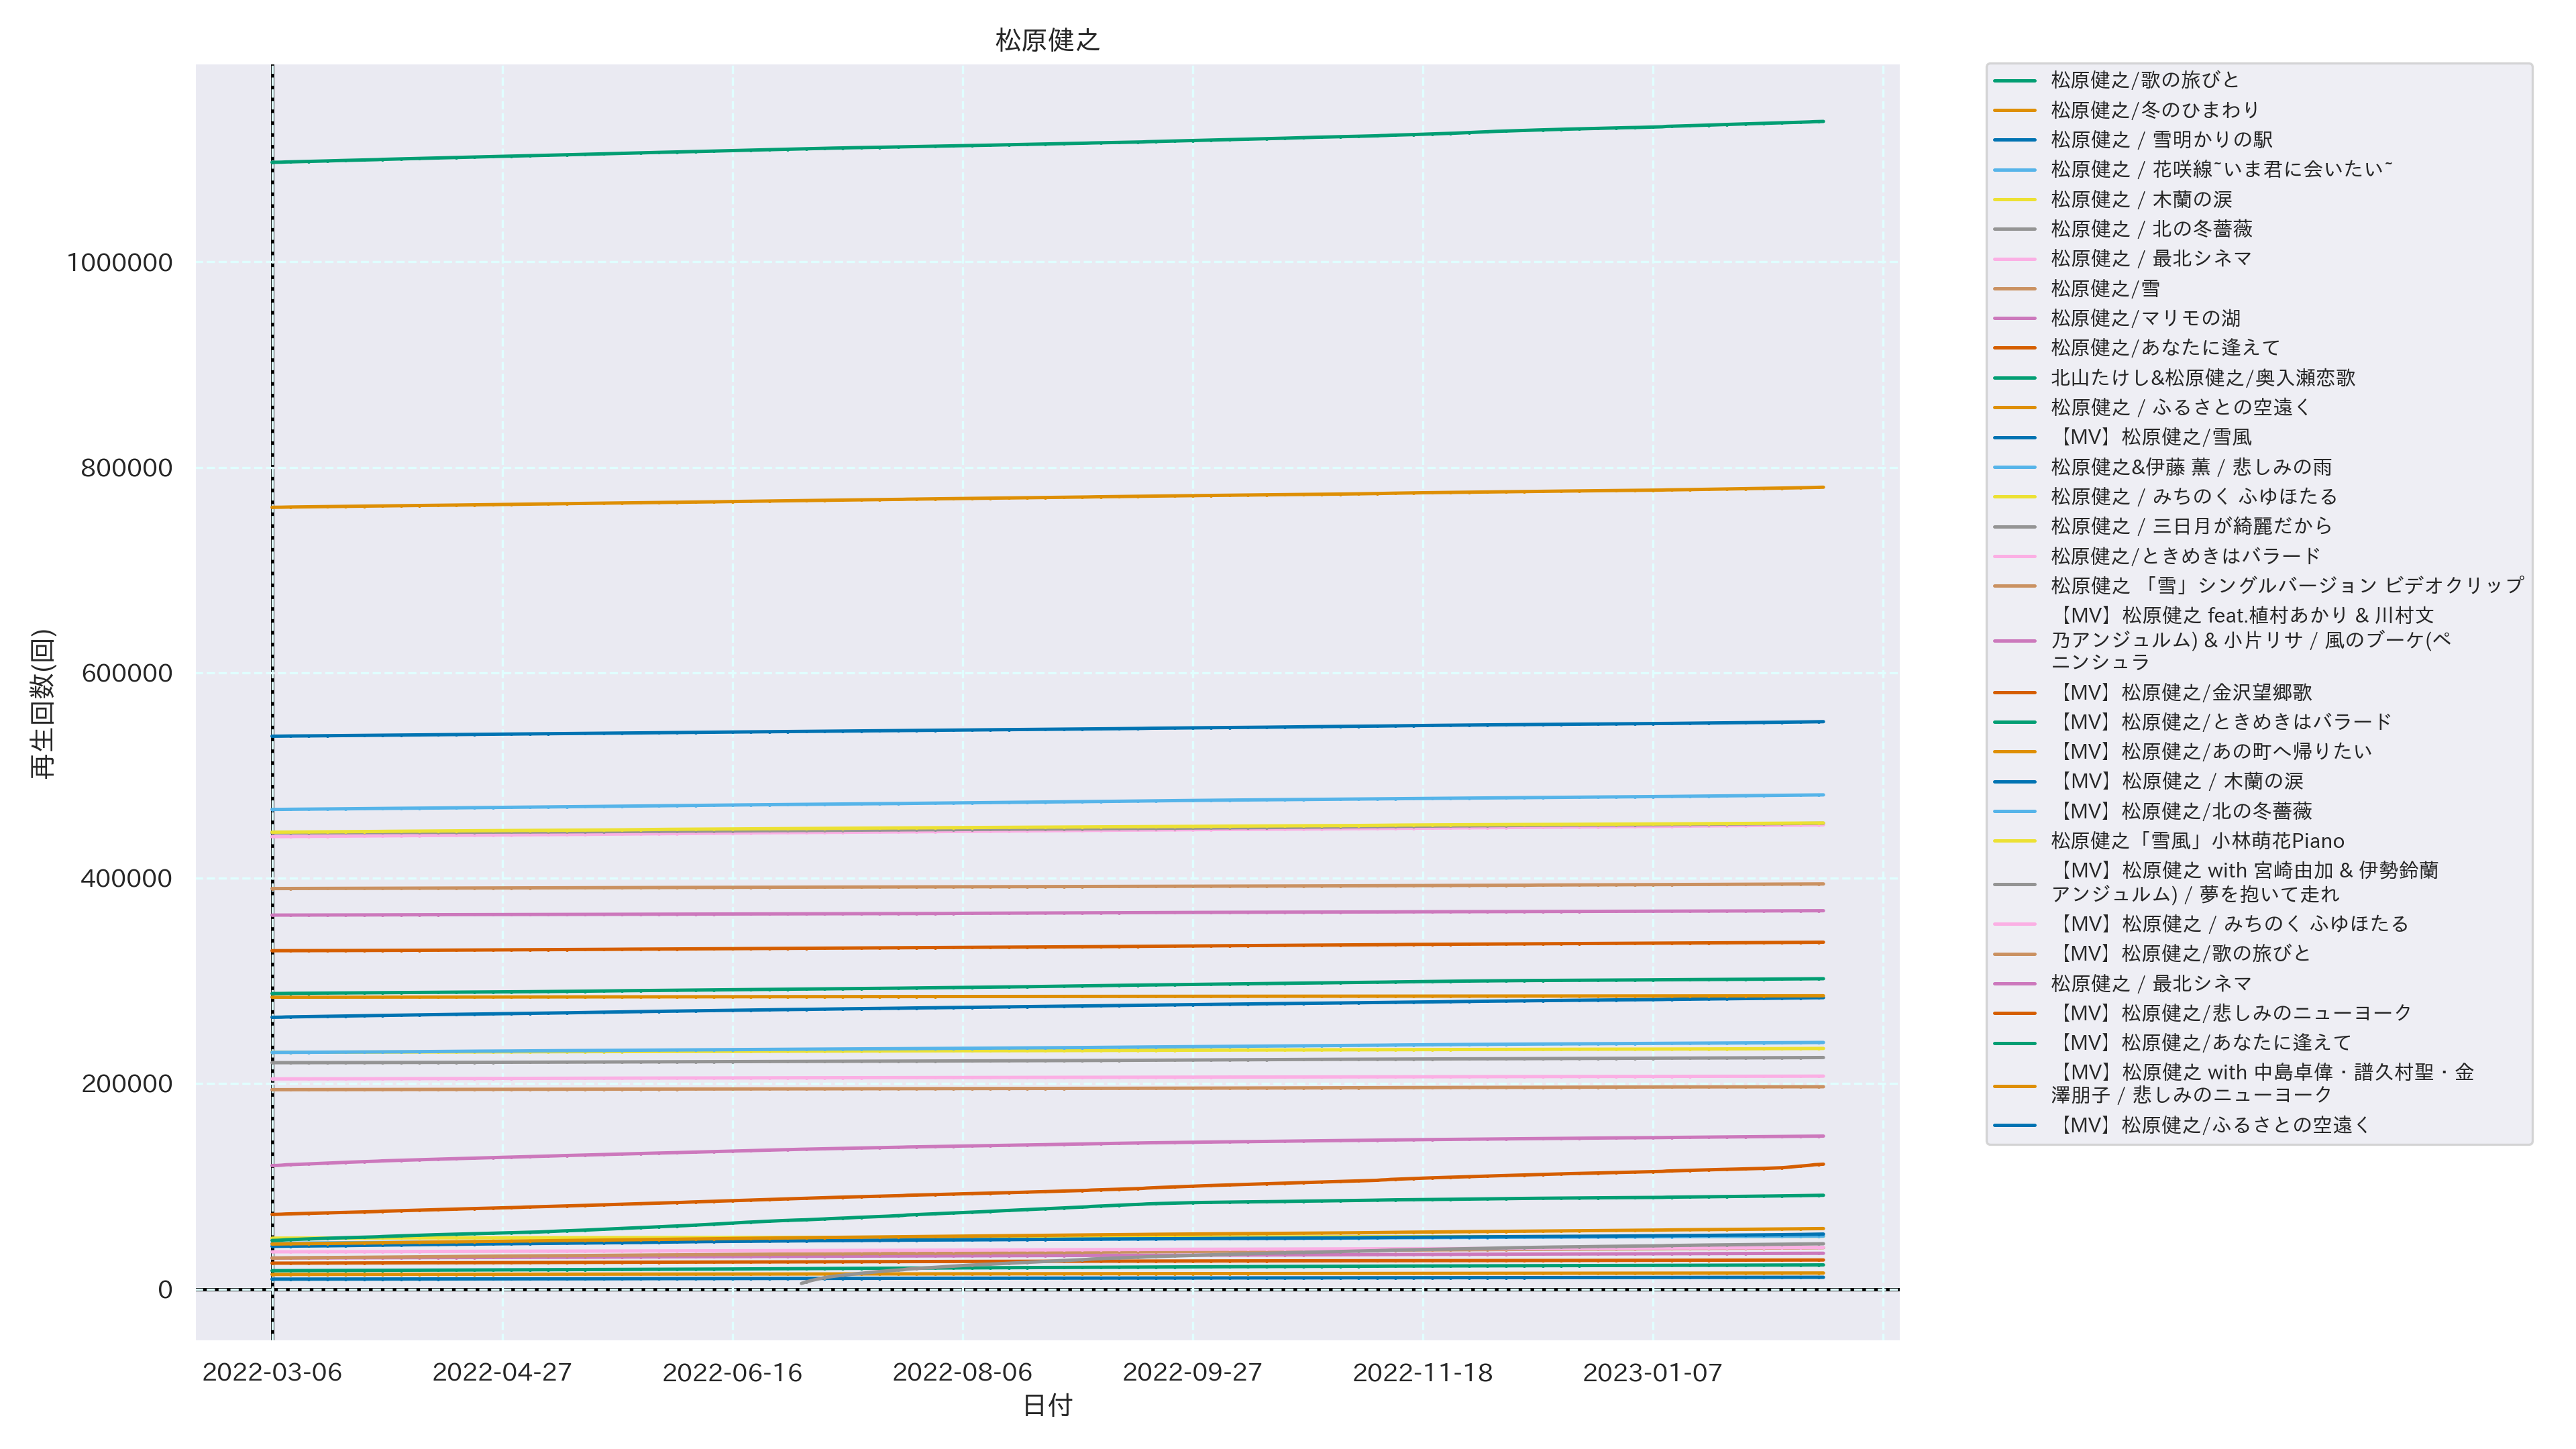 松原健之
再生回数(回)
1000000
800000
600000
400000
200000
0
2022-03-06
2022-04-27
2022-06-16
2022-08-06
2022-09-27
2022-11-18
2023-01-07
日付
松原健之/歌の旅びと
松原健之/冬のひまわり
松原健之 / 雪明かりの駅
松原健之 / 花咲線~いま君に会いたい~
松原健之 / 木蘭の涙
松原健之 / 北の冬薔薇
松原健之 / 最北シネマ
松原健之/雪
松原健之/マリモの湖
松原健之/あなたに逢えて
北山たけし&松原健之/奥入瀬恋歌
松原健之 / ふるさとの空遠く
【MV】松原健之/雪風
松原健之&伊藤 薫 / 悲しみの雨
松原健之 / みちのく ふゆほたる
松原健之 / 三日月が綺麗だから
松原健之/ときめきはバラード
松原健之 「雪」シングルバージョン ビデオクリップ
【MV】松原健之 feat.植村あかり & 川村文
乃アンジュルム) & 小片リサ / 風のブーケ(ペ
ニンシュラ
【MV】松原健之/金沢望郷歌
【MV】松原健之/ときめきはバラード
【MV】松原健之/あの町へ帰りたい
【MV】松原健之 / 木蘭の涙
【MV】松原健之/北の冬薔薇
松原健之「雪風」小林萌花Piano
【MV】松原健之 with 宮崎由加 & 伊勢鈴蘭
アンジュルム) / 夢を抱いて走れ
【MV】松原健之 / みちのく ふゆほたる
【MV】松原健之/歌の旅びと
松原健之 / 最北シネマ
【MV】松原健之/悲しみのニューヨーク
【MV】松原健之/あなたに逢えて
【MV】松原健之 with 中島卓偉・譜久村聖・金
澤朋子 / 悲しみのニューヨーク
【MV】松原健之/ふるさとの空遠く